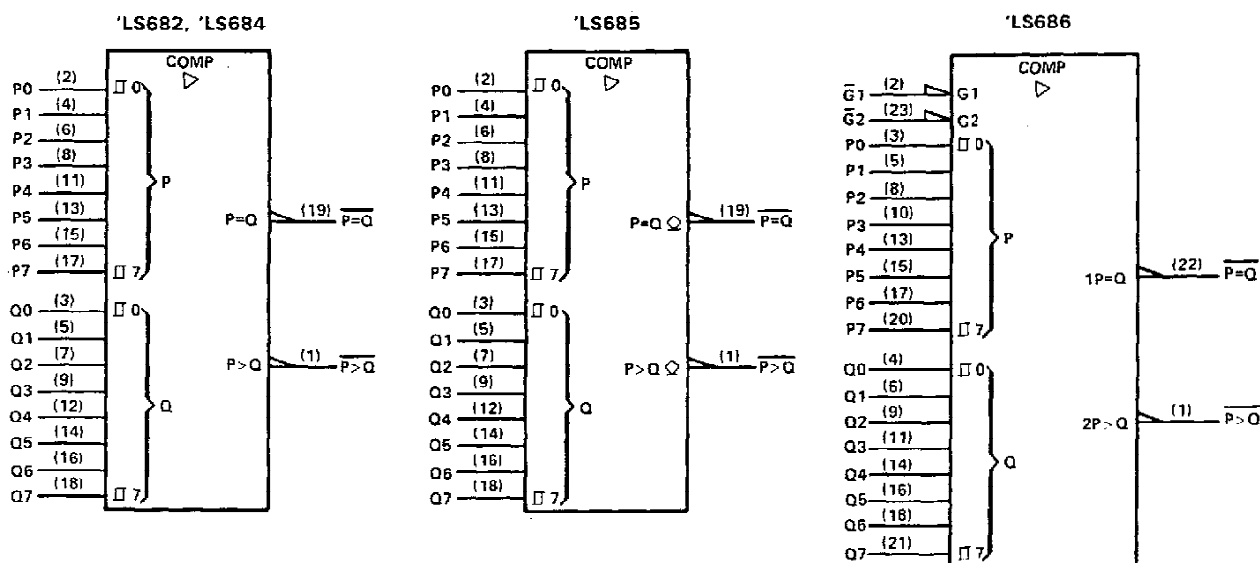 'LS682, 'LS684
COMP
P0 (2) 0
P1 (4)
P2 (6)
P3 (8)
P4 (11)
P5 (13)
P6 (15)
P7 (17) 7
P
Q0 (3) 0
Q1 (5)
Q2 (7)
Q3 (9)
Q4 (12)
Q5 (14)
Q6 (16)
Q7 (18) 7
Q
P=Q (19) P=Q
P>Q (1) P>Q
'LS685
COMP
P0 (2) 0
P1 (4)
P2 (6)
P3 (8)
P4 (11)
P5 (13)
P6 (15)
P7 (17) 7
P
Q0 (3) 0
Q1 (5)
Q2 (7)
Q3 (9)
Q4 (12)
Q5 (14)
Q6 (16)
Q7 (18) 7
Q
P=Q (19) P=Q
P>Q (1) P>Q
'LS686
COMP
G1 (2) G1
G2 (23) G2
P0 (3) 0
P1 (5)
P2 (8)
P3 (10)
P4 (13)
P5 (15)
P6 (17)
P7 (20) 7
P
Q0 (4) 0
Q1 (6)
Q2 (9)
Q3 (11)
Q4 (14)
Q5 (16)
Q6 (18)
Q7 (21) 7
Q
1P=Q (22) P=Q
2P>Q (1) P>Q